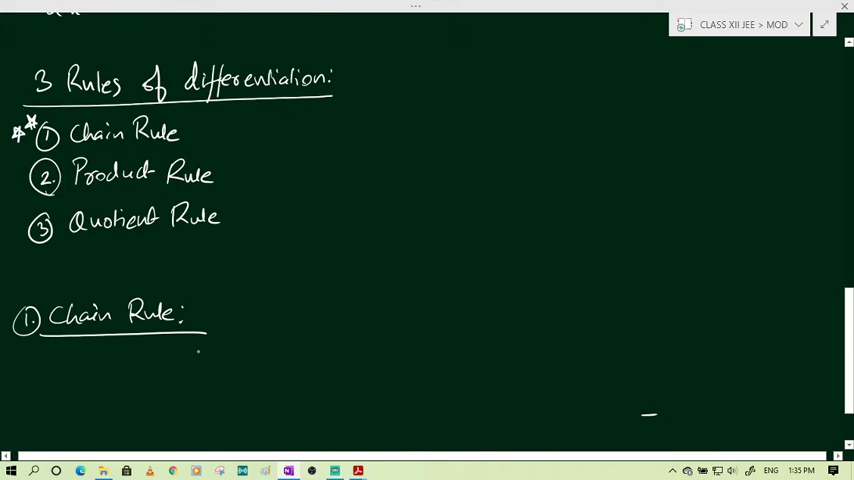 CLASS XII JEE > MOD
3 Rules of differentiation:
① Chain Rule
②. Product Rule
③ Quotient Rule
①. Chain Rule:
ENG 1:35 PM